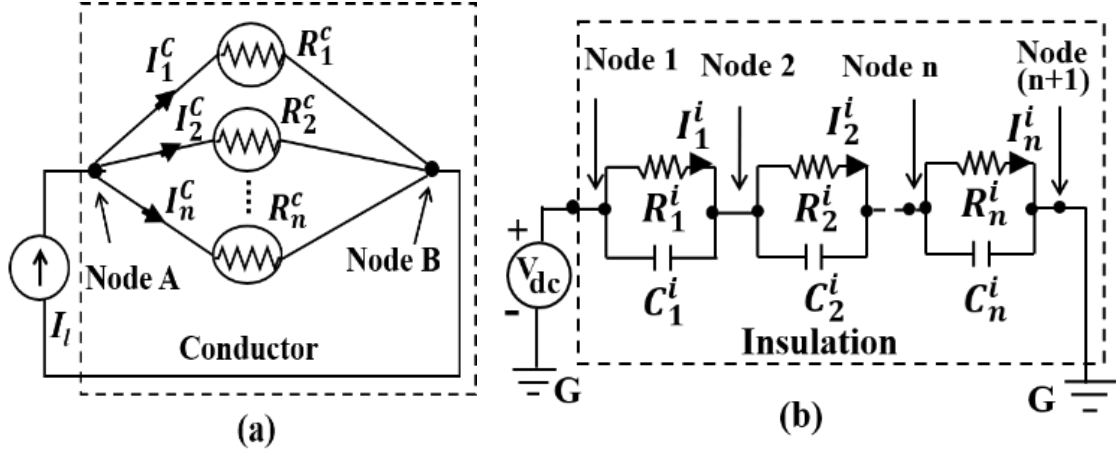 I_1^C
R_1^c
I_2^C
R_2^c
I_n^C
R_n^c
Node A
Node B
I_l
Conductor
(a)
Node 1
Node 2
Node n
Node
(n+1)
I_1^i
I_2^i
I_n^i
R_1^i
R_2^i
R_n^i
+
V_dc
-
C_1^i
C_2^i
C_n^i
Insulation
G
G
(b)